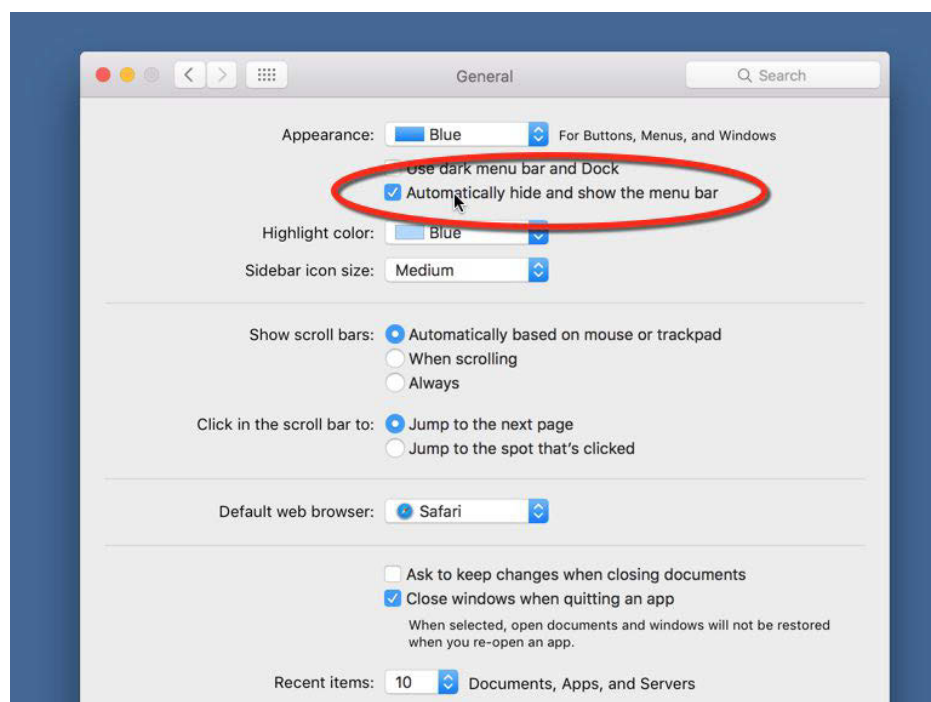 General
Search
Appearance: Blue For Buttons, Menus, and Windows
Use dark menu bar and Dock
Automatically hide and show the menu bar
Highlight color: Blue
Sidebar icon size: Medium
Show scroll bars: Automatically based on mouse or trackpad
When scrolling
Always
Click in the scroll bar to: Jump to the next page
Jump to the spot that's clicked
Default web browser: Safari
Ask to keep changes when closing documents
Close windows when quitting an app
When selected, open documents and windows will not be restored
when you re-open an app.
Recent items: 10 Documents, Apps, and Servers